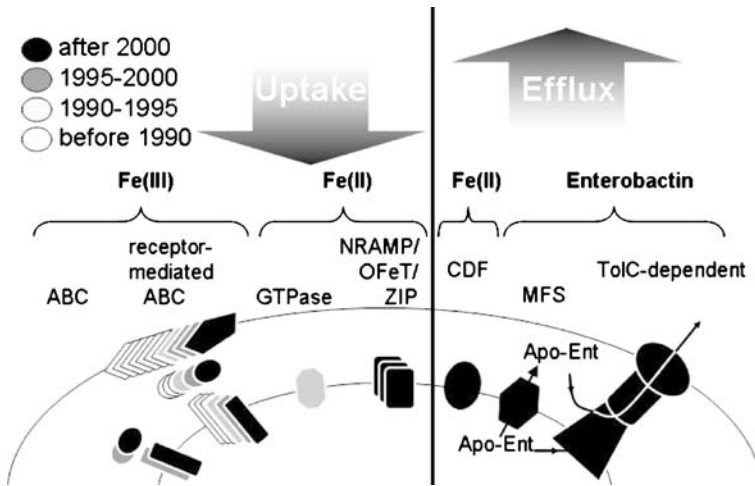 after 2000
1995-2000
1990-1995
before 1990
Uptake
Efflux
Fe(III)
Fe(II)
Fe(II)
Enterobactin
ABC
receptor-
mediated
ABC
GTPase
NRAMP/
OFeT/
ZIP
CDF
MFS
TolC-dependent
Apo-Ent
Apo-Ent